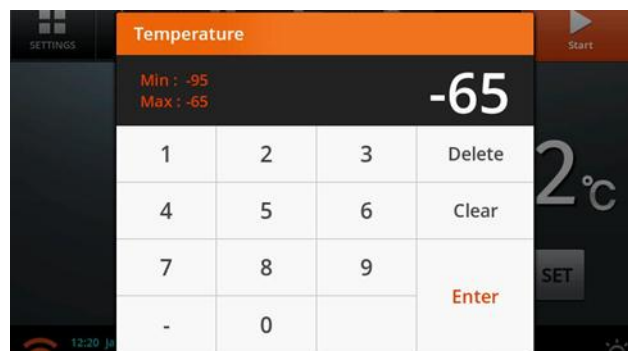 Temperature
SETTINGS
Start
Min : -95
Max : -65
-65
1 2 3 Delete
4 5 6 Clear
7 8 9
Enter
- 0
2°C
SET
12:20 Ja